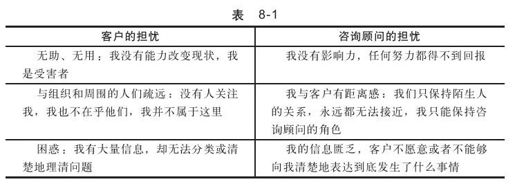 表 8-1
客户的担忧 咨询顾问的担忧
无助、无用：我没有能力改变现状，我 我没有影响力，任何努力都得不到回报
是受害者
与组织和周围的人们疏远：没有人关注 我与客户有距离感：我们只保持陌生人
我，我也不在乎他们，我并不属于这里 的关系，永远都无法接近，我只能保持咨
询顾问的角色
困惑：我有大量信息，却无法分类或清 我的信息匮乏，客户不愿意或者不能够
楚地理清问题 向我清楚地表达到底发生了什么事情